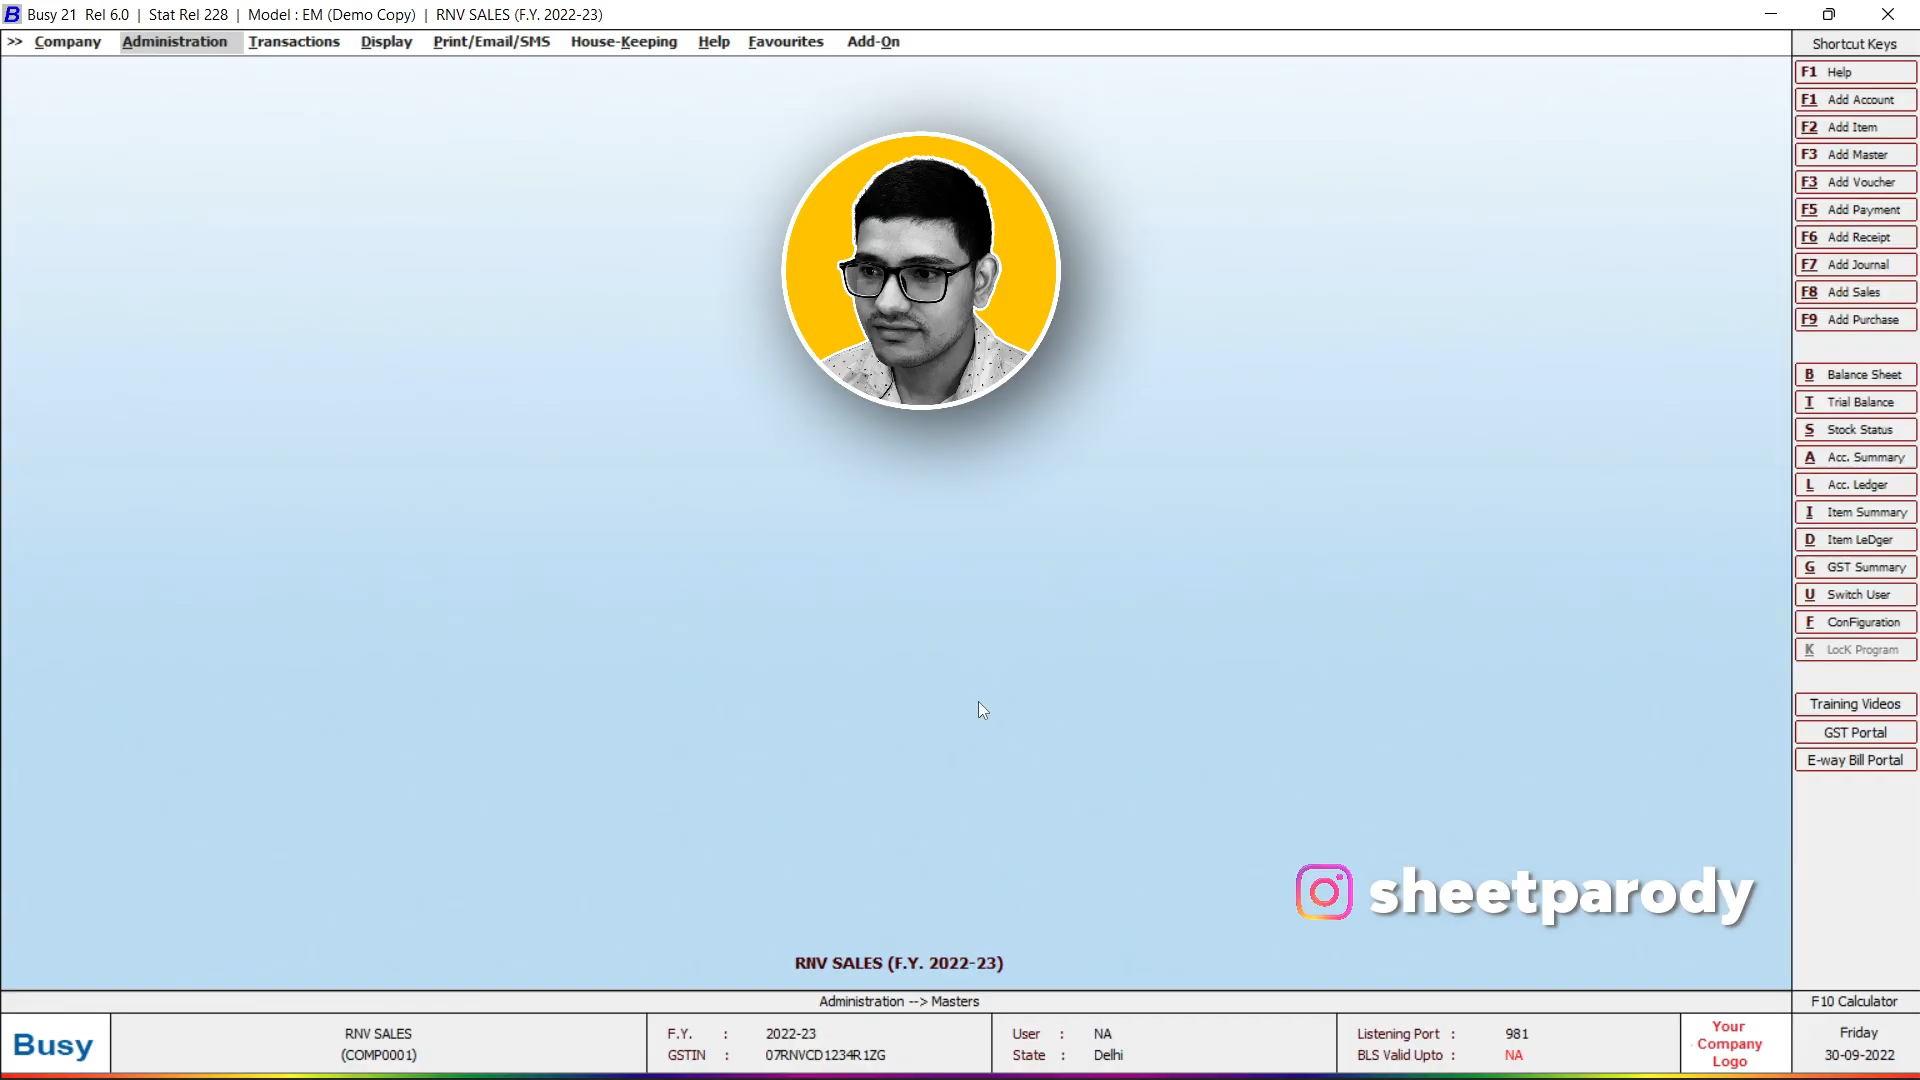 Busy 21 Rel 6.0 | Stat Rel 228 | Model : EM (Demo Copy) | RNV SALES (F.Y. 2022-23)
>> Company Administration Transactions Display Print/Email/SMS House-Keeping Help Favourites Add-On
Shortcut Keys
F1 Help
F1 Add Account
F2 Add Item
F3 Add Master
F3 Add Voucher
F5 Add Payment
F6 Add Receipt
F7 Add Journal
F8 Add Sales
F9 Add Purchase
B Balance Sheet
T Trial Balance
S Stock Status
A Acc. Summary
L Acc. Ledger
I Item Summary
D Item LeDger
G GST Summary
U Switch User
F ConFiguration
K LocK Program
Training Videos
GST Portal
E-way Bill Portal
sheetparody
RNV SALES (F.Y. 2022-23)
Administration --> Masters
F10 Calculator
Busy
RNV SALES
(COMP0001)
F.Y. : 2022-23
GSTIN : 07RNVCD1234R1ZG
User : NA
State : Delhi
Listening Port : 981
BLS Valid Upto : NA
Your
Company
Logo
Friday
30-09-2022